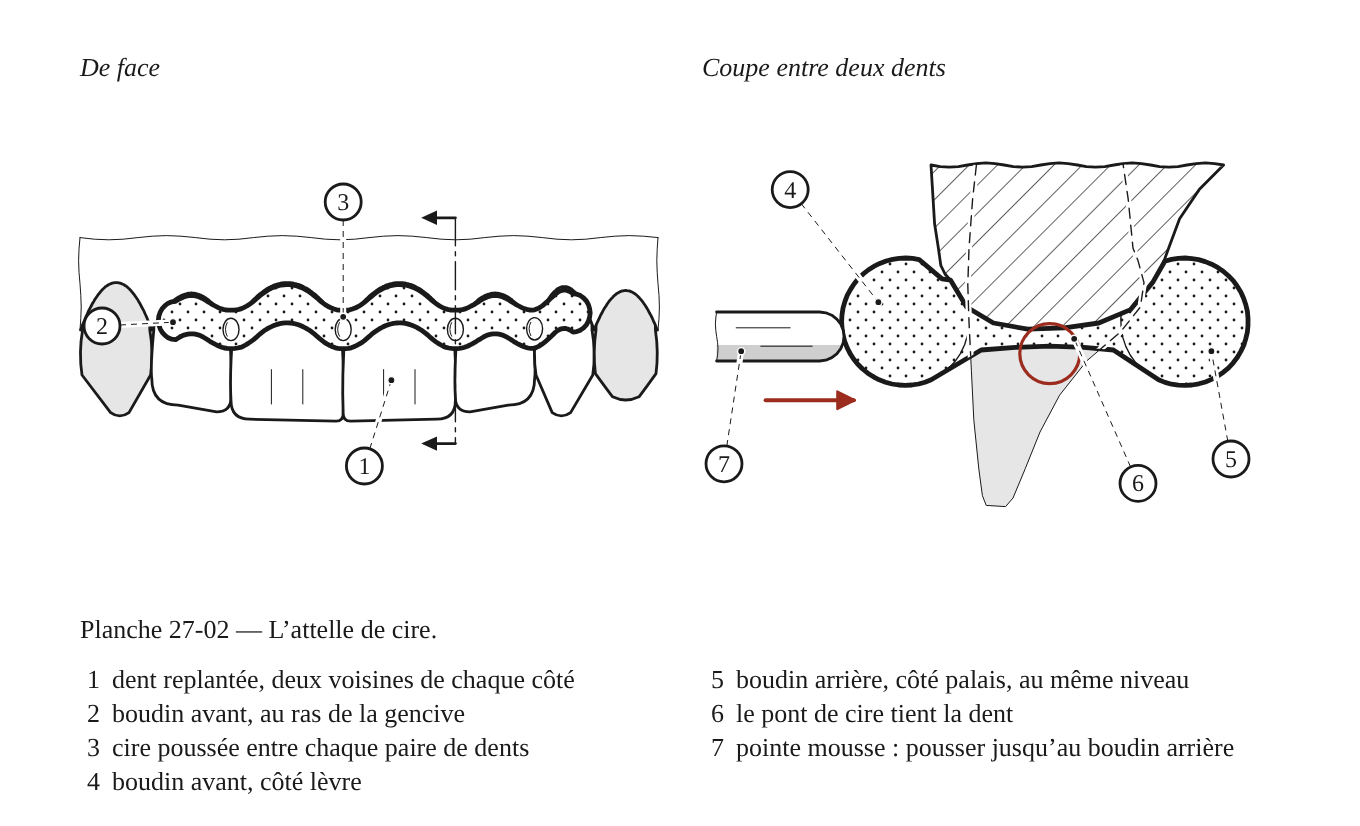 De face
Coupe entre deux dents
3
4
2
1
7
6
5
Planche 27-02 — L’attelle de cire.
1 dent replantée, deux voisines de chaque côté
2 boudin avant, au ras de la gencive
3 cire poussée entre chaque paire de dents
4 boudin avant, côté lèvre
5 boudin arrière, côté palais, au même niveau
6 le pont de cire tient la dent
7 pointe mousse : pousser jusqu’au boudin arrière